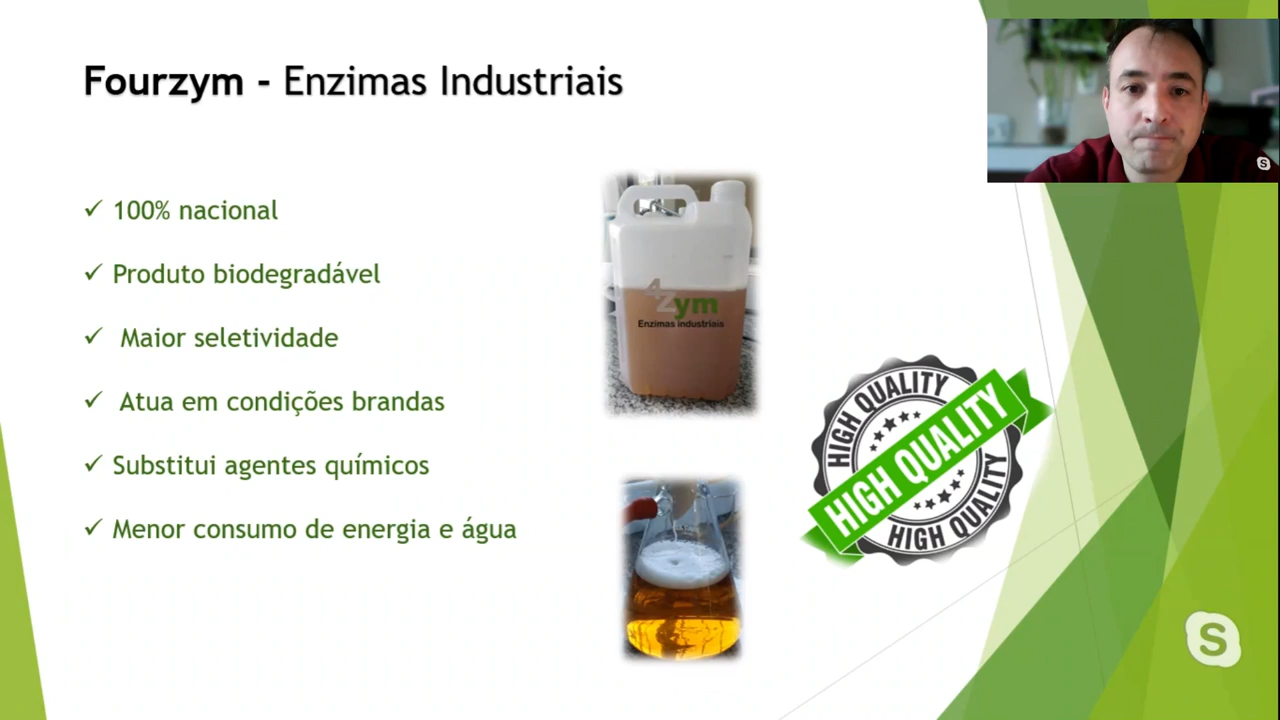 Fourzym - Enzimas Industriais
✓ 100% nacional
✓ Produto biodegradável
✓ Maior seletividade
✓ Atua em condições brandas
✓ Substitui agentes químicos
✓ Menor consumo de energia e água
4Zym
Enzimas industriais
HIGH QUALITY
HIGH QUALITY
HIGH QUALITY
S
S